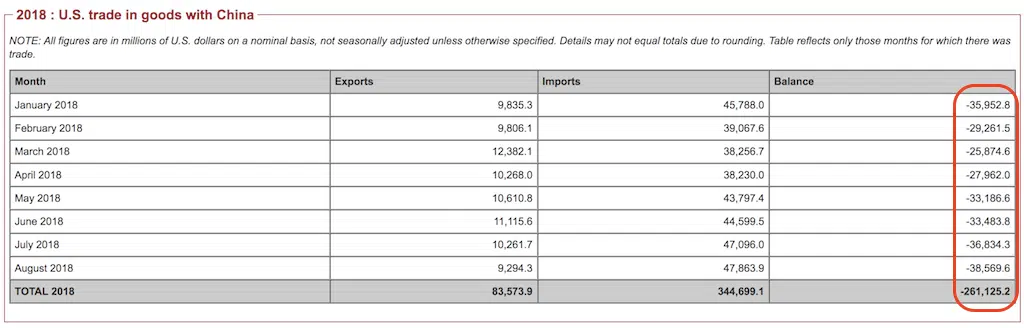 2018 : U.S. trade in goods with China
NOTE: All figures are in millions of U.S. dollars on a nominal basis, not seasonally adjusted unless otherwise specified. Details may not equal totals due to rounding. Table reflects only those months for which there was
trade.
Month Exports Imports Balance
January 2018 9,835.3 45,788.0 -35,952.8
February 2018 9,806.1 39,067.6 -29,261.5
March 2018 12,382.1 38,256.7 -25,874.6
April 2018 10,268.0 38,230.0 -27,962.0
May 2018 10,610.8 43,797.4 -33,186.6
June 2018 11,115.6 44,599.5 -33,483.8
July 2018 10,261.7 47,096.0 -36,834.3
August 2018 9,294.3 47,863.9 -38,569.6
TOTAL 2018 83,573.9 344,699.1 -261,125.2